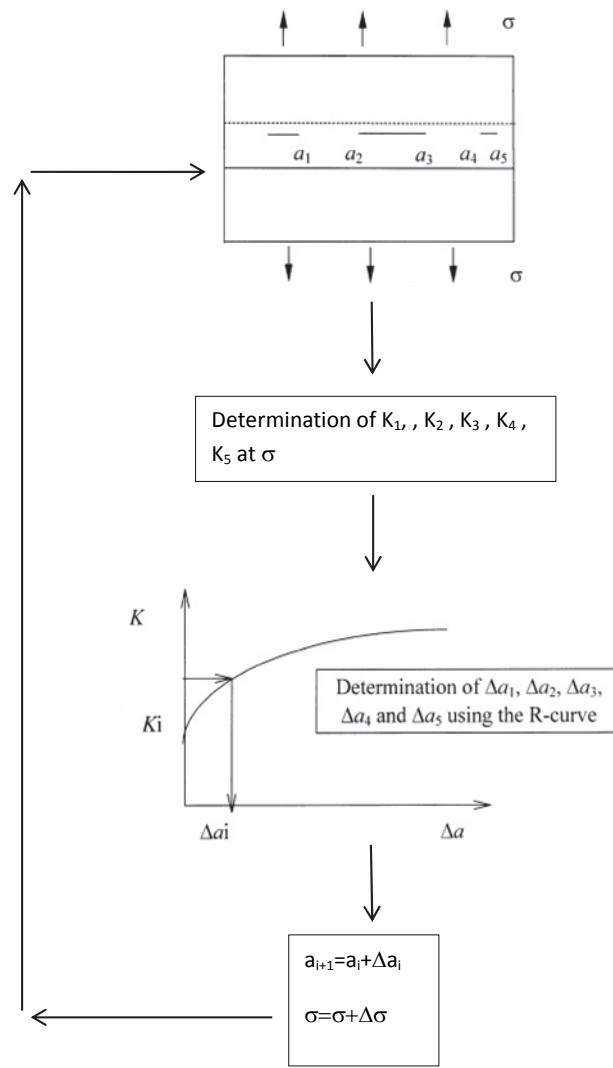 σ
a₁ a₂ a₃ a₄ a₅
σ
Determination of K₁, , K₂ , K₃ , K₄ ,
K₅ at σ
K
Determination of Δa₁, Δa₂, Δa₃,
Δa₄ and Δa₅ using the R-curve
Ki
Δai Δa
aᵢ₊₁=aᵢ+Δaᵢ
σ=σ+Δσ